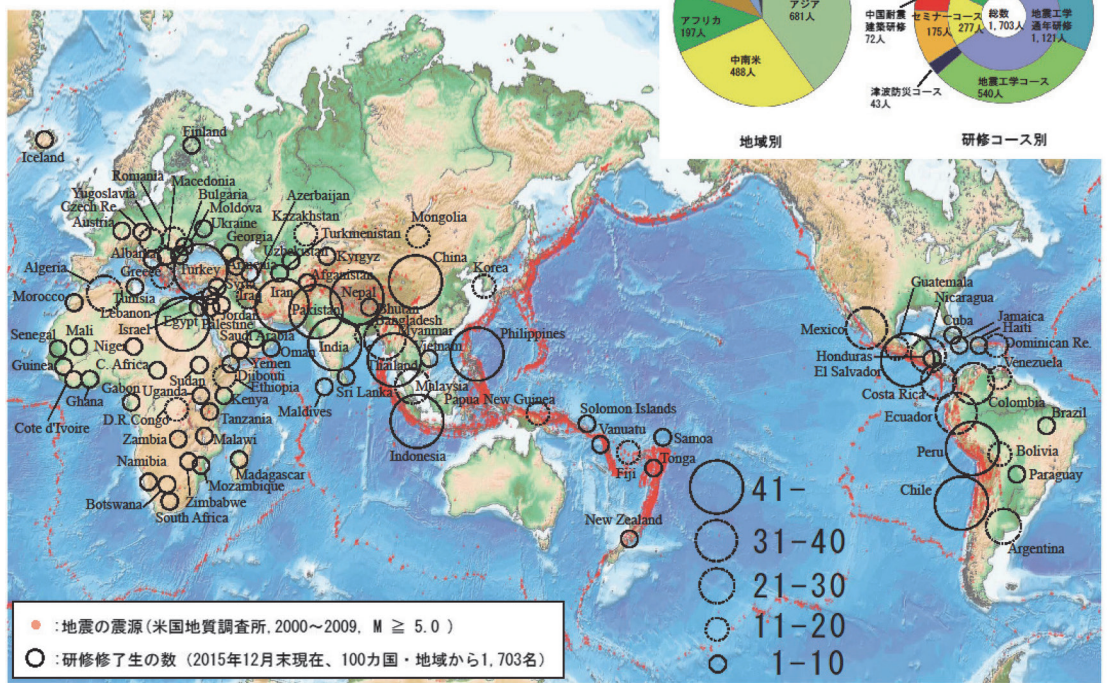 アジア
681人
アフリカ
197人
中南米
488人
地域別
中国耐震
建築研修
72人
セミナーコース
175人
277人
総数
1,703人
地震工学
通年研修
1,121人
津波防災コース
43人
地震工学コース
540人
研修コース別
Iceland
Finland
Romania
Macedonia
Yugoslavia
Bulgaria
Czech Re.
Moldova
Austria
Ukraine
Albania
Georgia
Azerbaijan
Kazakhstan
Turkmenistan
Uzbekistan
Kyrgyz
Mongolia
China
Korea
Algeria
Greece
Turkey
Armenia
Afganistan
Morocco
Tunisia
Syria
Iraq
Iran
Pakistan
Nepal
Bhutan
Bangladesh
Myanmar
Lebanon
Israel
Egypt
Jordan
Palestine
Saudi Arabia
Oman
India
Vietnam
Thailand
Philippines
Senegal
Mali
Niger
Guinea
C. Africa
Yemen
Djibouti
Ethiopia
Sudan
Gabon
Uganda
Kenya
Ghana
Cote d'Ivoire
D.R.Congo
Tanzania
Maldives
Sri Lanka
Malaysia
Indonesia
Papua New Guinea
Solomon Islands
Vanuatu
Samoa
Fiji
Tonga
New Zealand
Zambia
Malawi
Namibia
Madagascar
Mozambique
Botswana
Zimbabwe
South Africa
Guatemala
Nicaragua
Mexico
Cuba
Jamaica
Haiti
Dominican Re.
Honduras
El Salvador
Venezuela
Costa Rica
Colombia
Ecuador
Brazil
Peru
Bolivia
Paraguay
Chile
Argentina
41-
31-40
21-30
11-20
1-10
:地震の震源(米国地質調査所,2000～2009, M ≧ 5.0 )
:研修修了生の数 (2015年12月末現在、100カ国・地域から1,703名)